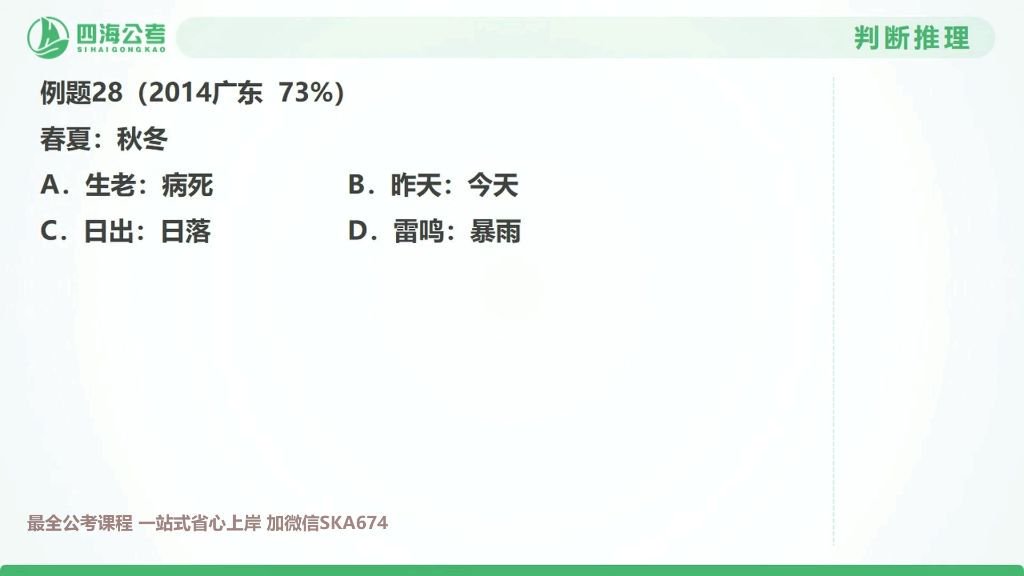 四海公考
SIHAIGONGKAO
判断推理
例题28（2014广东 73%）
春夏：秋冬
A．生老：病死 B．昨天：今天
C．日出：日落 D．雷鸣：暴雨
最全公考课程 一站式省心上岸 加微信SKA674